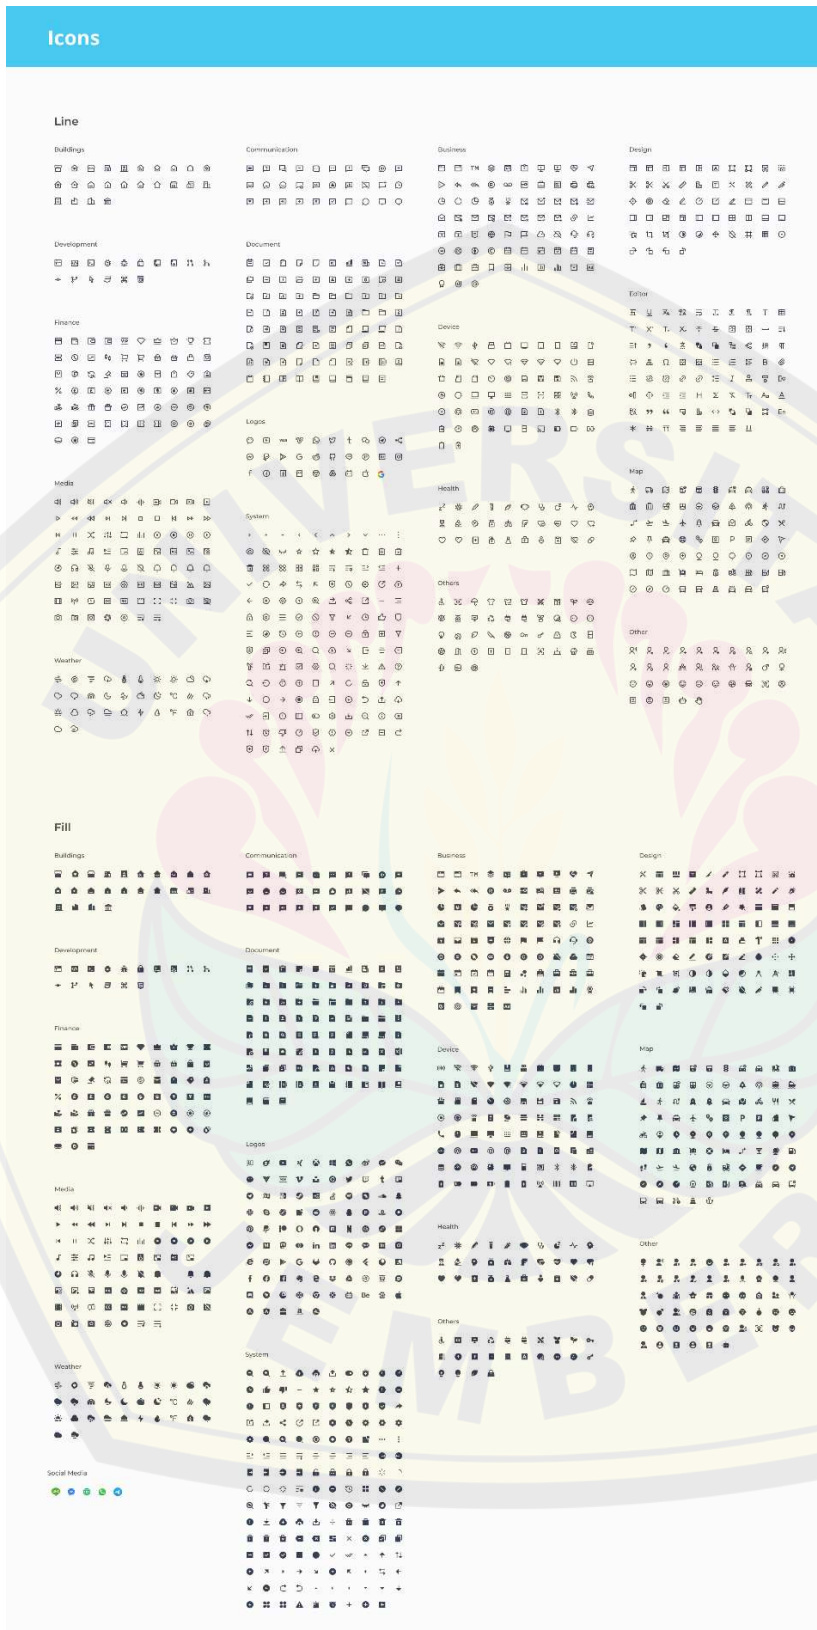 Icons
Line
Buildings
Communication
Business
Design
Development
Document
Editor
Finance
Device
Logos
Media
Map
Health
System
Others
Other
Weather
Fill
Buildings
Communication
Business
Design
Development
Document
Finance
Device
Map
Logos
Media
Health
Other
Others
System
Weather
Social Media
UNIVERSITA
EMBER